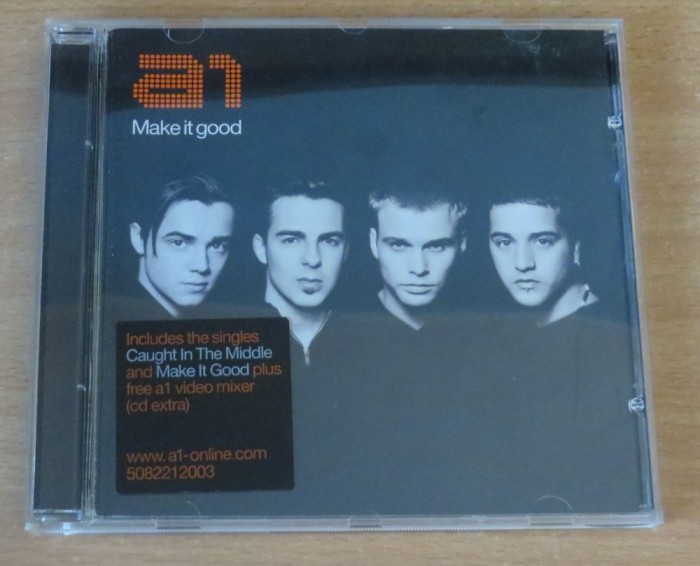 a1
Make it good
Includes the singles
Caught In The Middle
and Make It Good plus
free a1 video mixer
(cd extra)
www.a1-online.com
5082212003